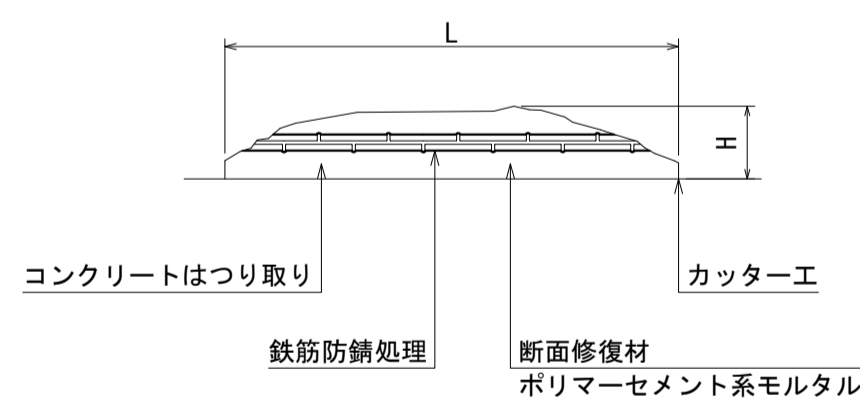 L
H
コンクリートはつり取り
カッター工
鉄筋防錆処理
断面修復材
ポリマーセメント系モルタル